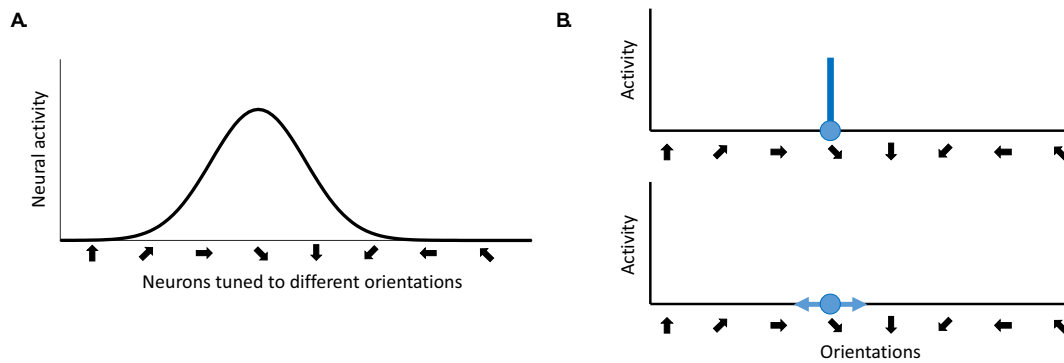 A.
Neural activity
Neurons tuned to different orientations
B.
Activity
Activity
Orientations